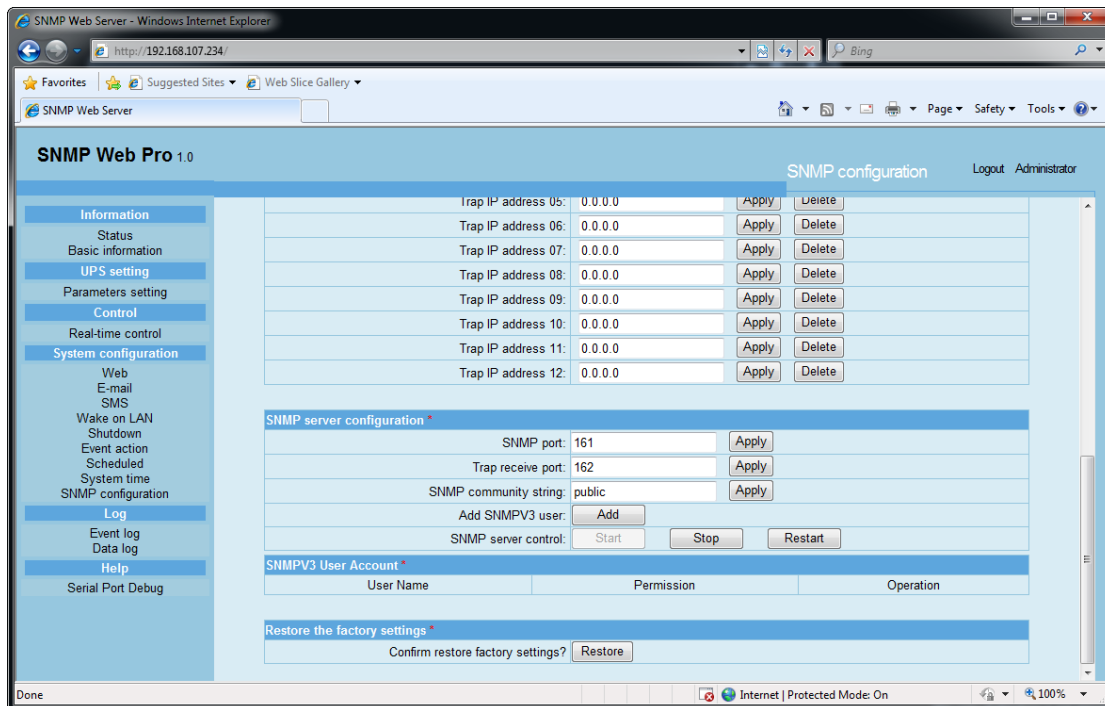 SNMP Web Server - Windows Internet Explorer
http://192.168.107.234/
Bing
Favorites Suggested Sites Web Slice Gallery
SNMP Web Server
Page Safety Tools
SNMP Web Pro 1.0
SNMP configuration
Logout Administrator
Information
Status
Basic information
UPS setting
Parameters setting
Control
Real-time control
System configuration
Web
E-mail
SMS
Wake on LAN
Shutdown
Event action
Scheduled
System time
SNMP configuration
Log
Event log
Data log
Help
Serial Port Debug
Trap IP address 05: 0.0.0.0 Apply Delete
Trap IP address 06: 0.0.0.0 Apply Delete
Trap IP address 07: 0.0.0.0 Apply Delete
Trap IP address 08: 0.0.0.0 Apply Delete
Trap IP address 09: 0.0.0.0 Apply Delete
Trap IP address 10: 0.0.0.0 Apply Delete
Trap IP address 11: 0.0.0.0 Apply Delete
Trap IP address 12: 0.0.0.0 Apply Delete
SNMP server configuration *
SNMP port: 161 Apply
Trap receive port: 162 Apply
SNMP community string: public Apply
Add SNMPV3 user: Add
SNMP server control: Start Stop Restart
SNMPV3 User Account *
User Name Permission Operation
Restore the factory settings *
Confirm restore factory settings? Restore
Done Internet | Protected Mode: On 100%